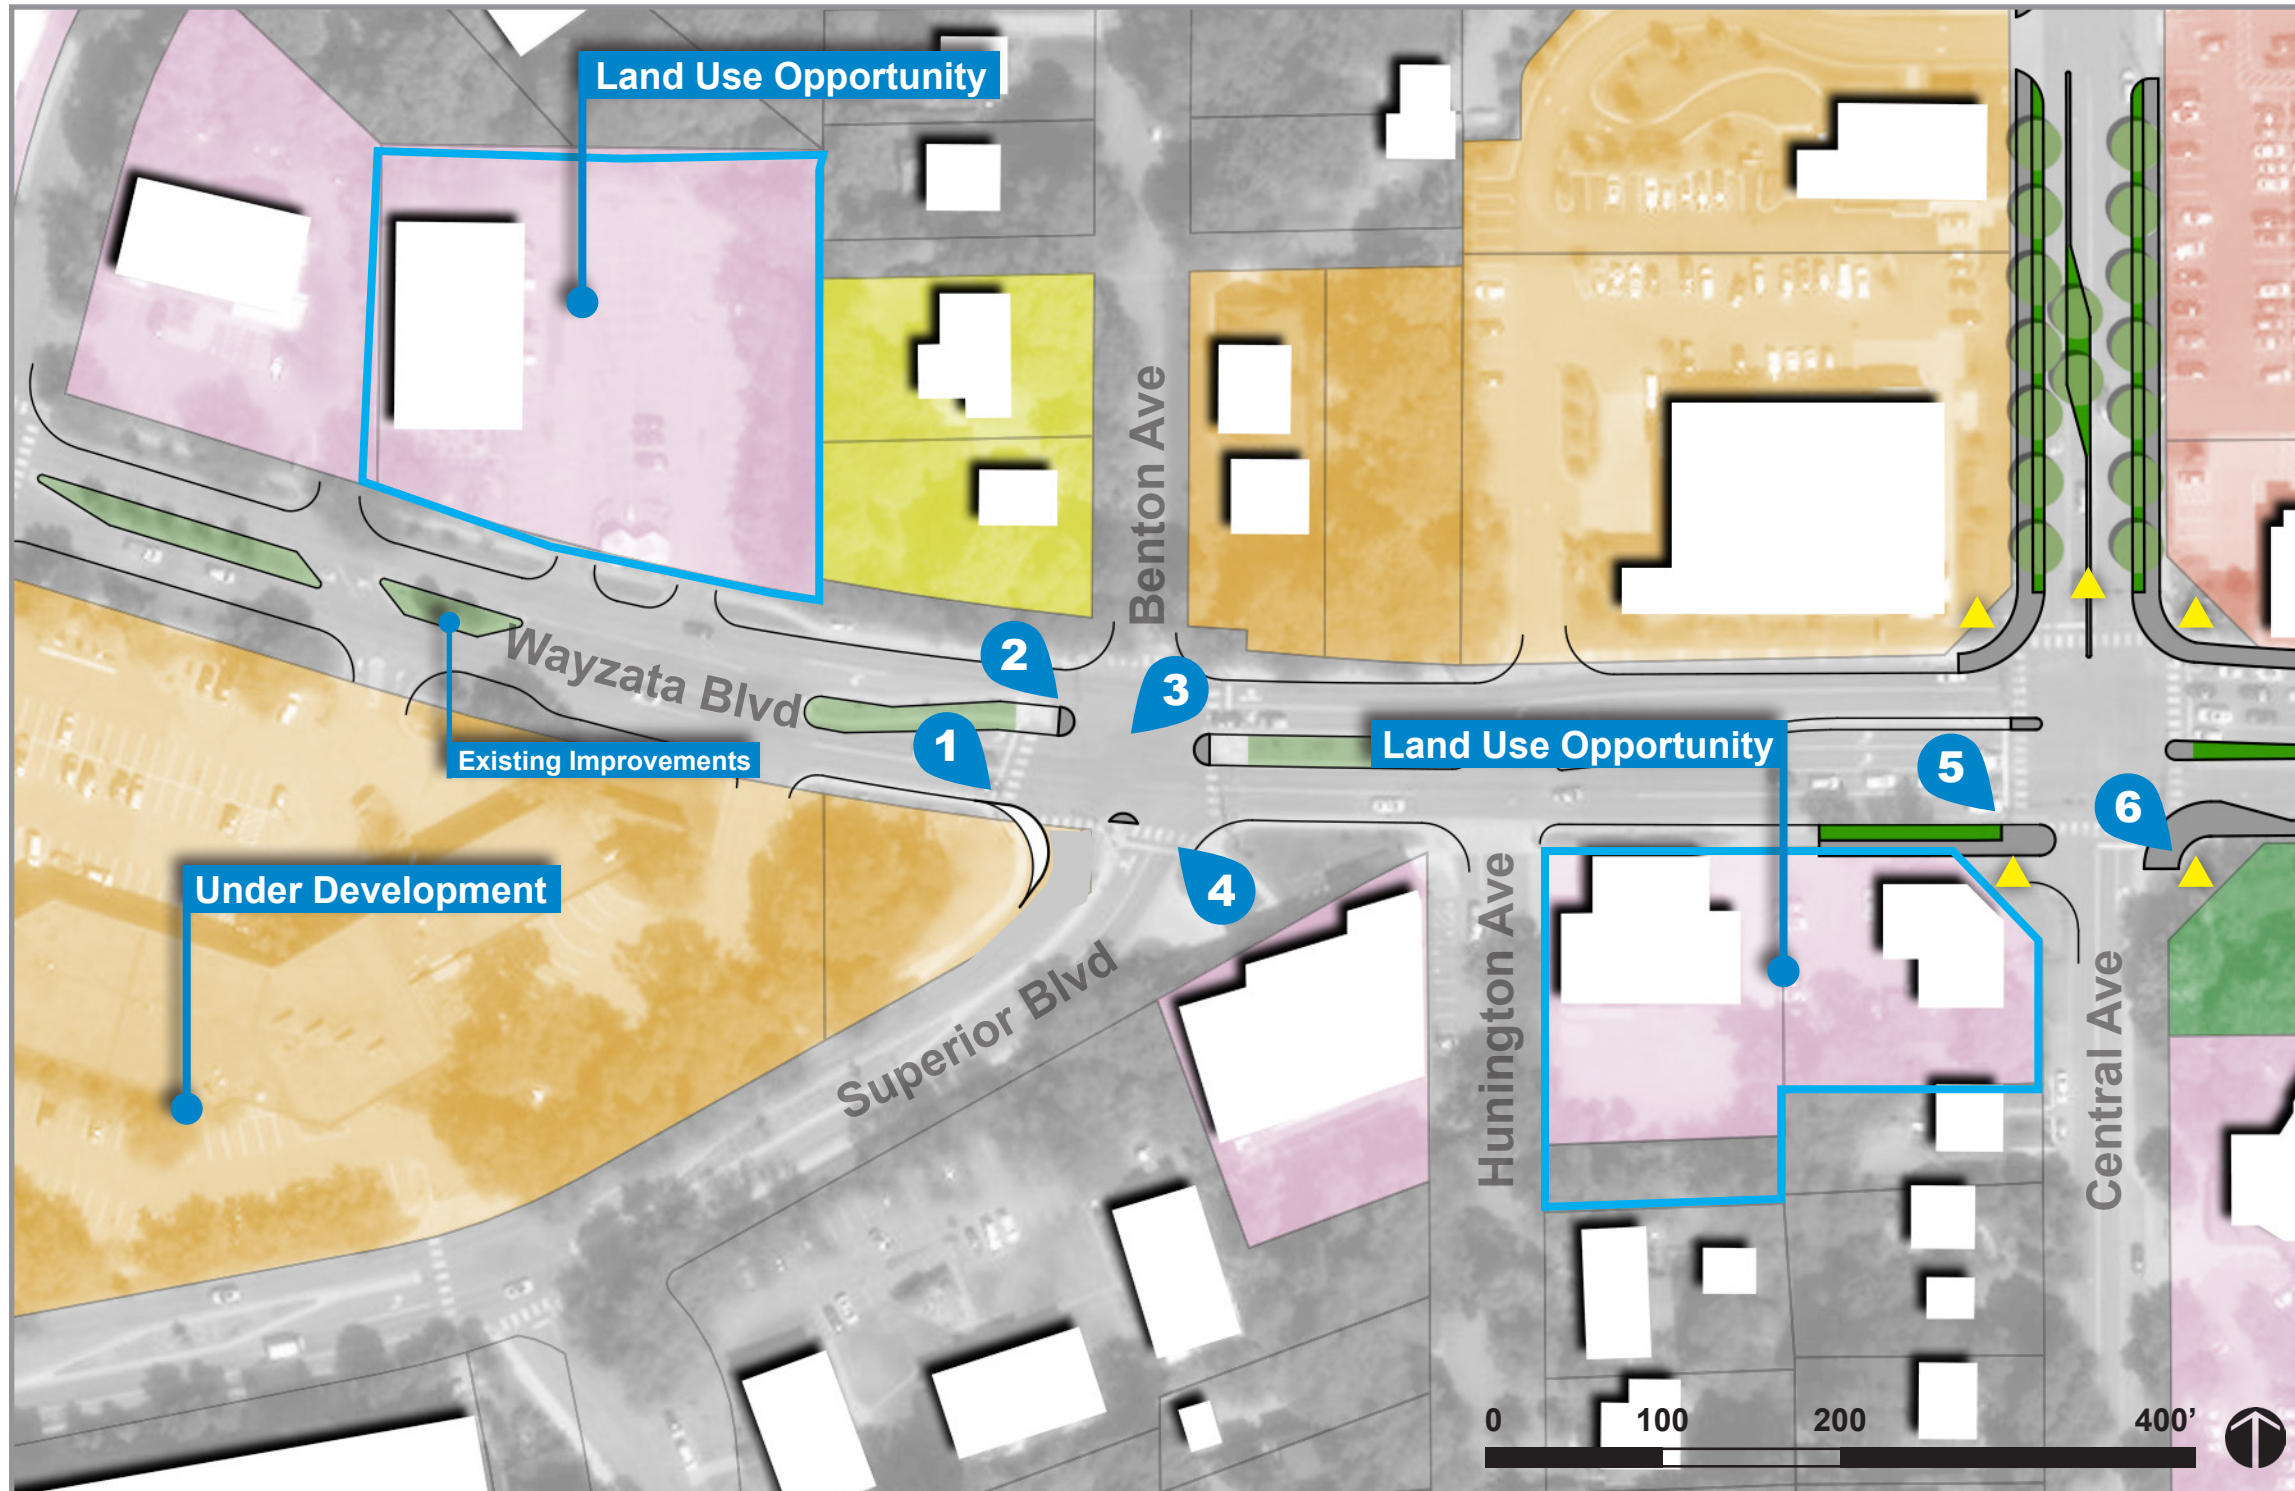 Land Use Opportunity
Benton Ave
Wayzata Blvd
2
3
1
Land Use Opportunity
Existing Improvements
5
6
Under Development
4
Superior Blvd
Hunington Ave
Central Ave
0 100 200 400’